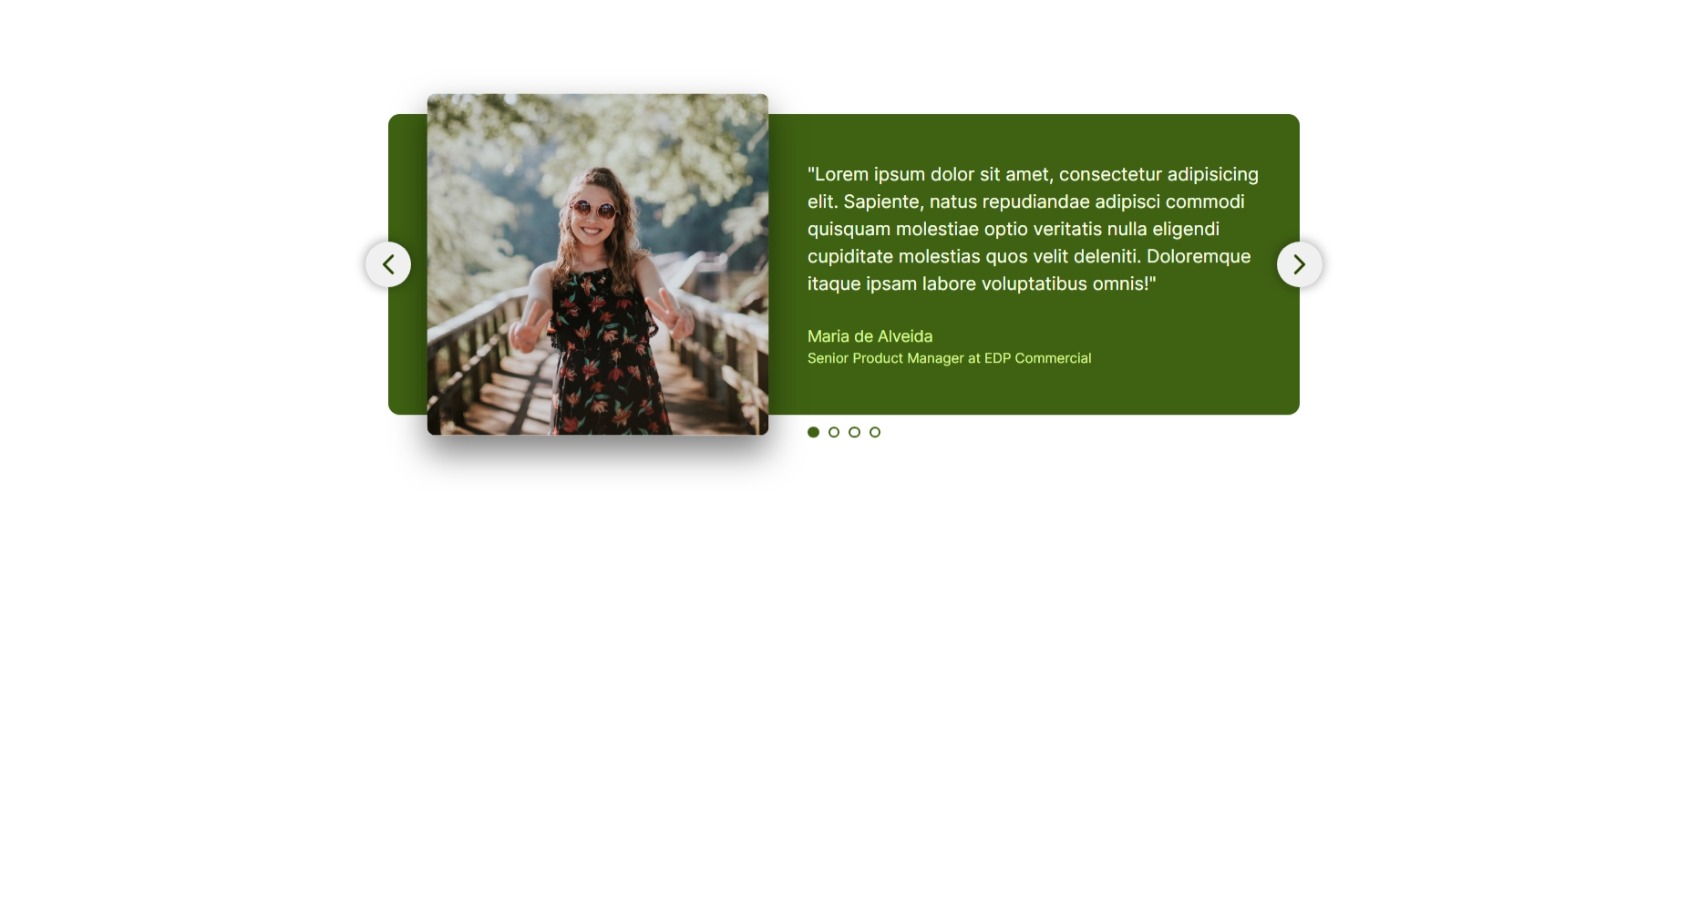 "Lorem ipsum dolor sit amet, consectetur adipisicing
elit. Sapiente, natus repudiandae adipisci commodi
quisquam molestiae optio veritatis nulla eligendi
cupiditate molestias quos velit deleniti. Doloremque
itaque ipsam labore voluptatibus omnis!"
Maria de Alveida
Senior Product Manager at EDP Commercial